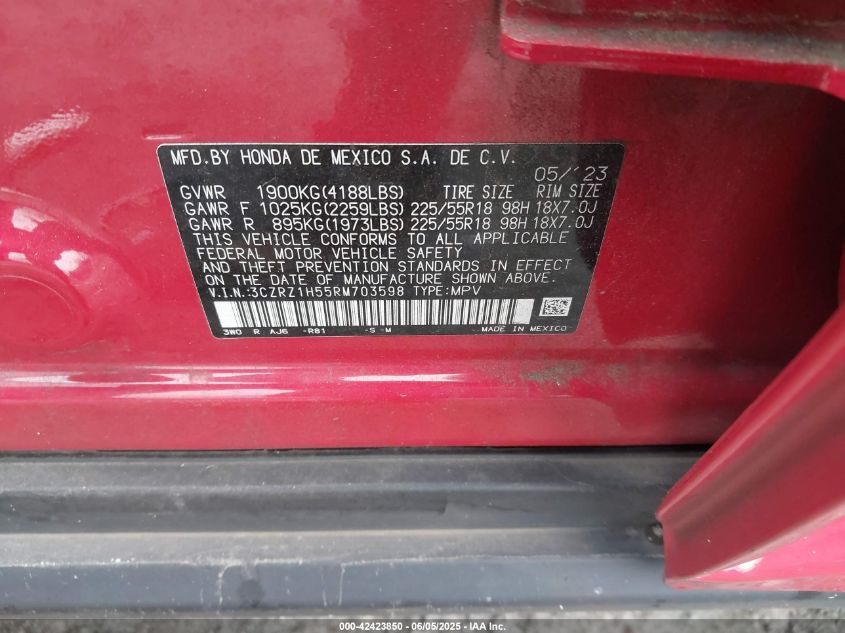 MFD.BY HONDA DE MEXICO S.A. DE C.V.
05/'23
GVWR 1900KG(4188LBS) TIRE SIZE RIM SIZE
GAWR F 1025KG(2259LBS) 225/55R18 98H 18X7.0J
GAWR R 895KG(1973LBS) 225/55R18 98H 18X7.0J
THIS VEHICLE CONFORMS TO ALL APPLICABLE
FEDERAL MOTOR VEHICLE SAFETY
AND THEFT PREVENTION STANDARDS IN EFFECT
ON THE DATE OF MANUFACTURE SHOWN ABOVE.
V.I.N.:3CZRZ1H55RM703598 TYPE:MPV
3W0 R AJ6 -R81 -S -M MADE IN MEXICO
000-42423850 - 06/05/2025 - IAA Inc.